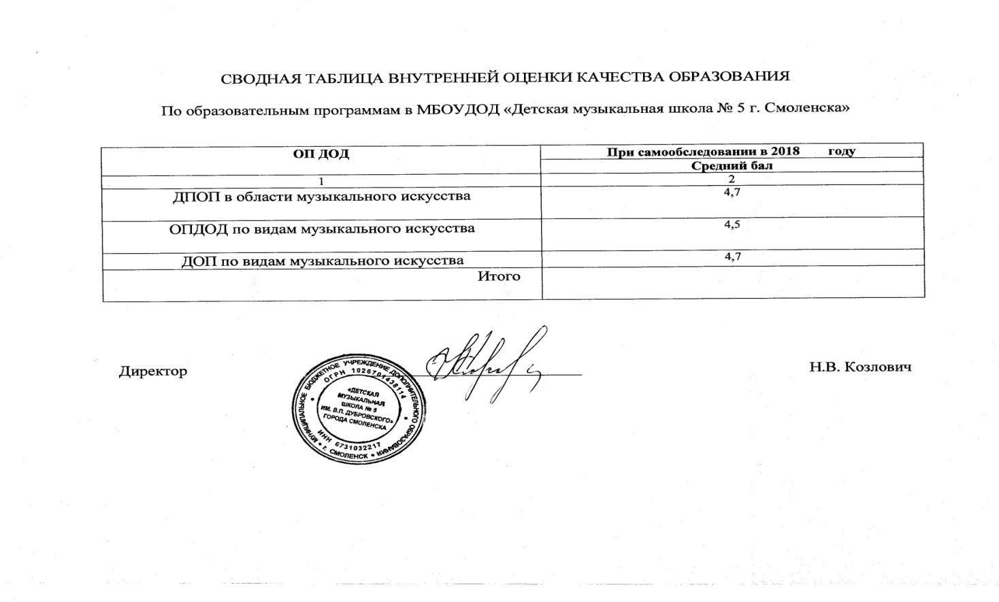 СВОДНАЯ ТАБЛИЦА ВНУТРЕННЕЙ ОЦЕНКИ КАЧЕСТВА ОБРАЗОВАНИЯ
По образовательным программам в МБОУДОД «Детская музыкальная школа № 5 г. Смоленска»
ОП ДОД
При самообследовании в 2018 году
Средний бал
1
2
ДПОП в области музыкального искусства
4,7
ОПДОД по видам музыкального искусства
4,5
ДОП по видам музыкального искусства
4,7
Итого
Директор
Н.В. Козлович
МУНИЦИПАЛЬНОЕ БЮДЖЕТНОЕ УЧРЕЖДЕНИЕ ДОПОЛНИТЕЛЬНОГО ОБРАЗОВАНИЯ • г. СМОЛЕНСК •
ОГРН 1026701438114
«ДЕТСКАЯ
МУЗЫКАЛЬНАЯ
ШКОЛА № 5
ИМ. В.П. ДУБРОВСКОГО»
ГОРОДА СМОЛЕНСКА
ИНН 6731032217